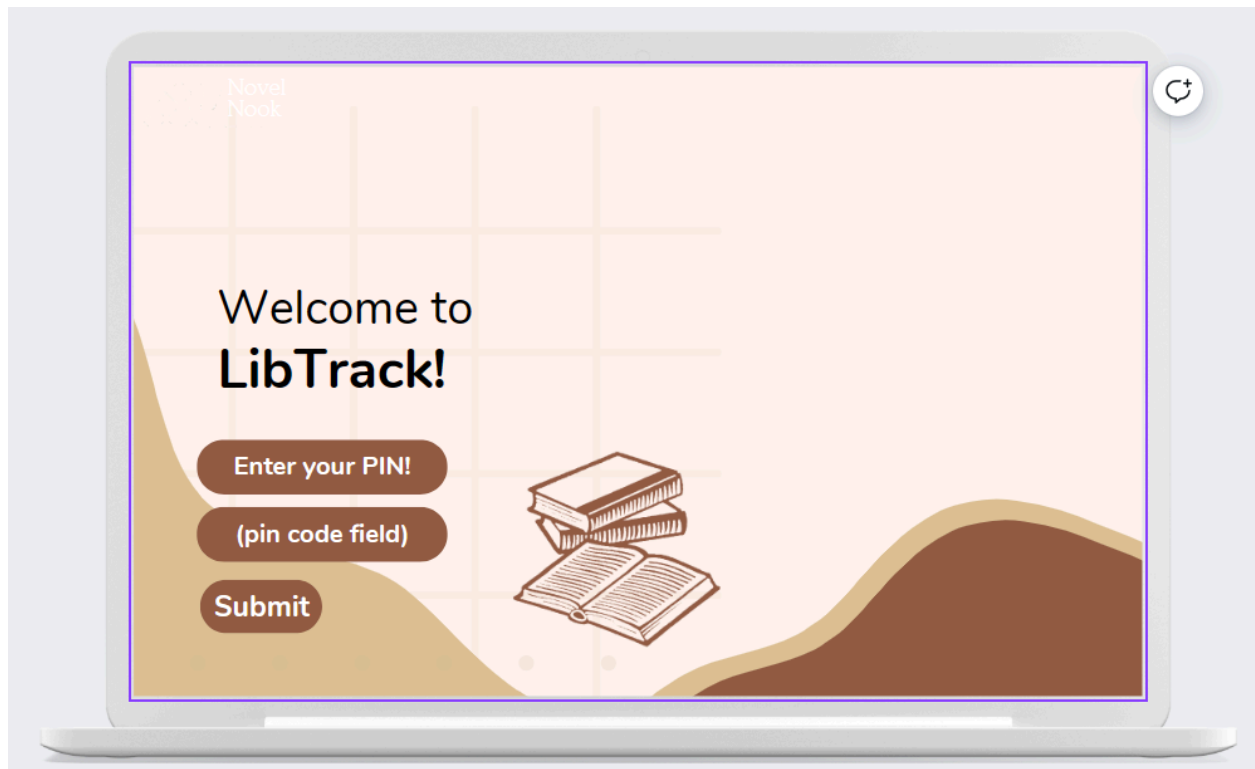 Novel
Nook
Welcome to
LibTrack!
Enter your PIN!
(pin code field)
Submit